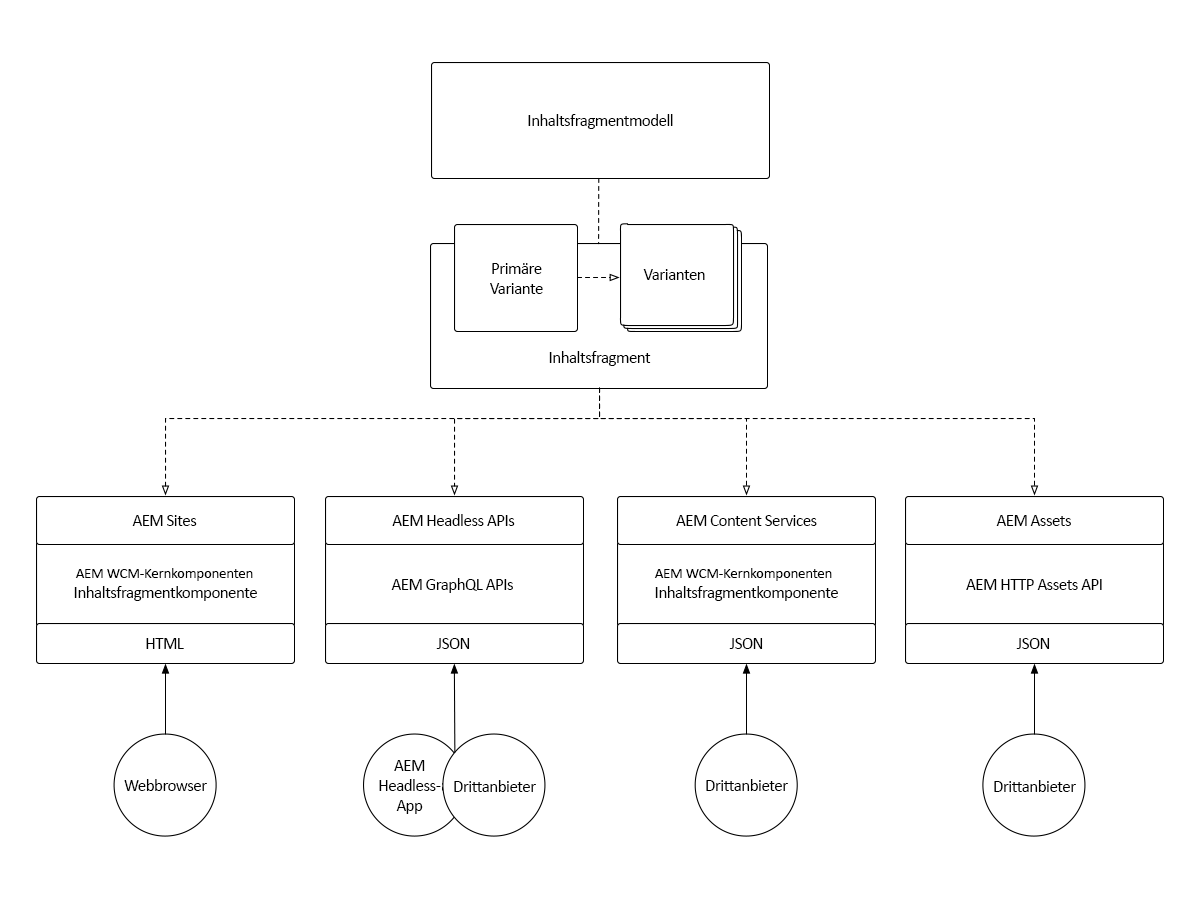 Inhaltsfragmentmodell
Primäre
Variante
Varianten
Inhaltsfragment
AEM Sites
AEM WCM-Kernkomponenten
Inhaltsfragmentkomponente
HTML
Webbrowser
AEM Headless APIs
AEM GraphQL APIs
JSON
AEM
Headless-
App
Drittanbieter
AEM Content Services
AEM WCM-Kernkomponenten
Inhaltsfragmentkomponente
JSON
Drittanbieter
AEM Assets
AEM HTTP Assets API
JSON
Drittanbieter